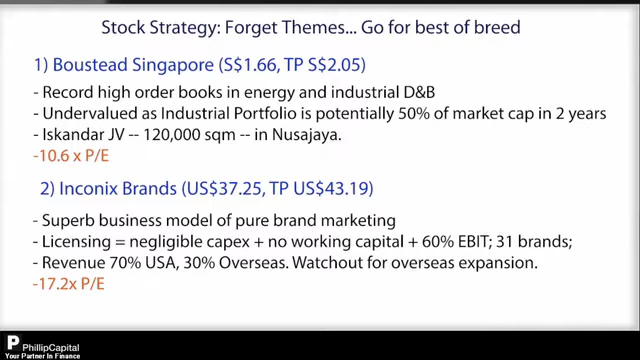 Stock Strategy: Forget Themes... Go for best of breed
1) Boustead Singapore (S$1.66, TP S$2.05)
- Record high order books in energy and industrial D&B
- Undervalued as Industrial Portfolio is potentially 50% of market cap in 2 years
- Iskandar JV -- 120,000 sqm -- in Nusajaya.
-10.6 x P/E
2) Inconix Brands (US$37.25, TP US$43.19)
- Superb business model of pure brand marketing
- Licensing = negligible capex + no working capital + 60% EBIT; 31 brands;
- Revenue 70% USA, 30% Overseas. Watchout for overseas expansion.
-17.2x P/E
P PhillipCapital
Your Partner In Finance